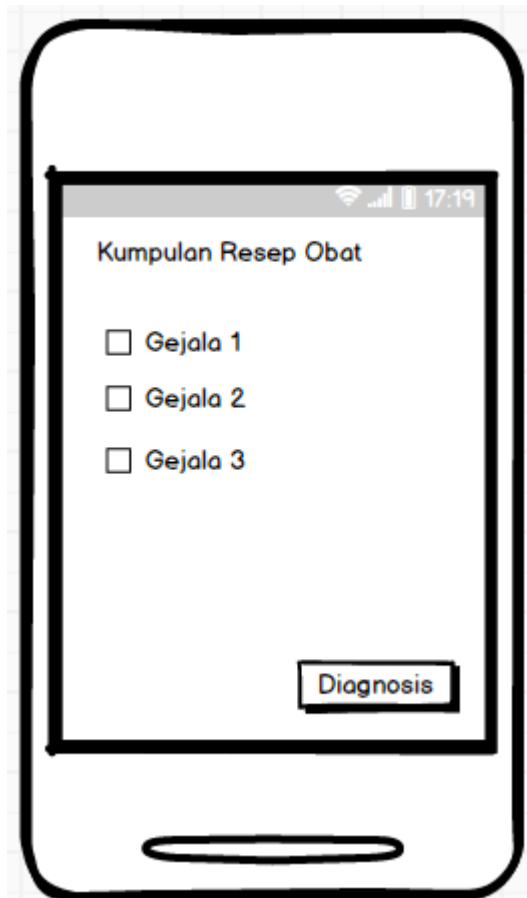 17:19
Kumpulan Resep Obat
Gejala 1
Gejala 2
Gejala 3
Diagnosis